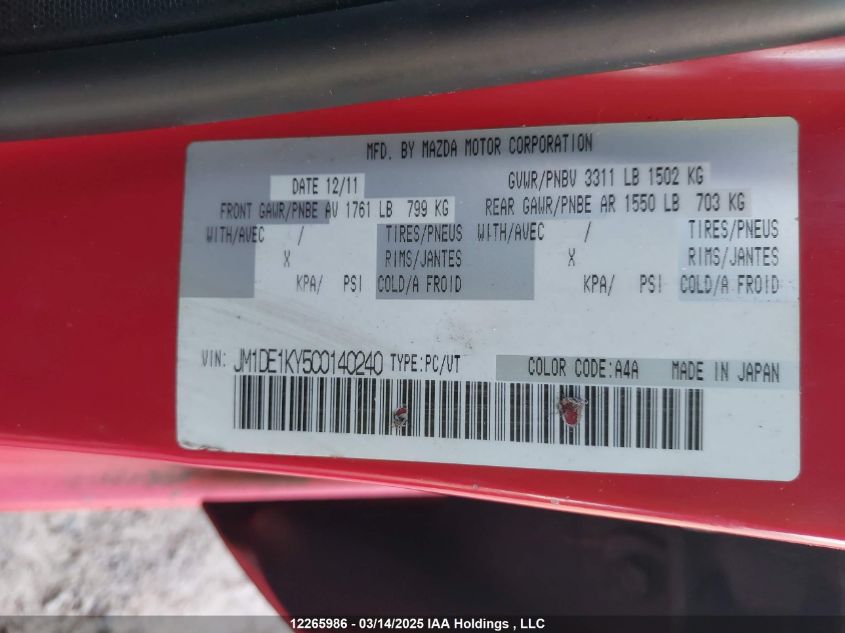 MFD. BY MAZDA MOTOR CORPORATION
DATE 12/11 GVWR/PNBV 3311 LB 1502 KG
FRONT GAWR/PNBE AV 1761 LB 799 KG REAR GAWR/PNBE AR 1550 LB 703 KG
WITH/AVEC / TIRES/PNEUS WITH/AVEC / TIRES/PNEUS
X RIMS/JANTES X RIMS/JANTES
KPA/ PSI COLD/A FROID KPA/ PSI COLD/A FROID
VIN: JM1DE1KY5C0140240 TYPE:PC/VT COLOR CODE:A4A MADE IN JAPAN
12265986 - 03/14/2025 IAA Holdings , LLC